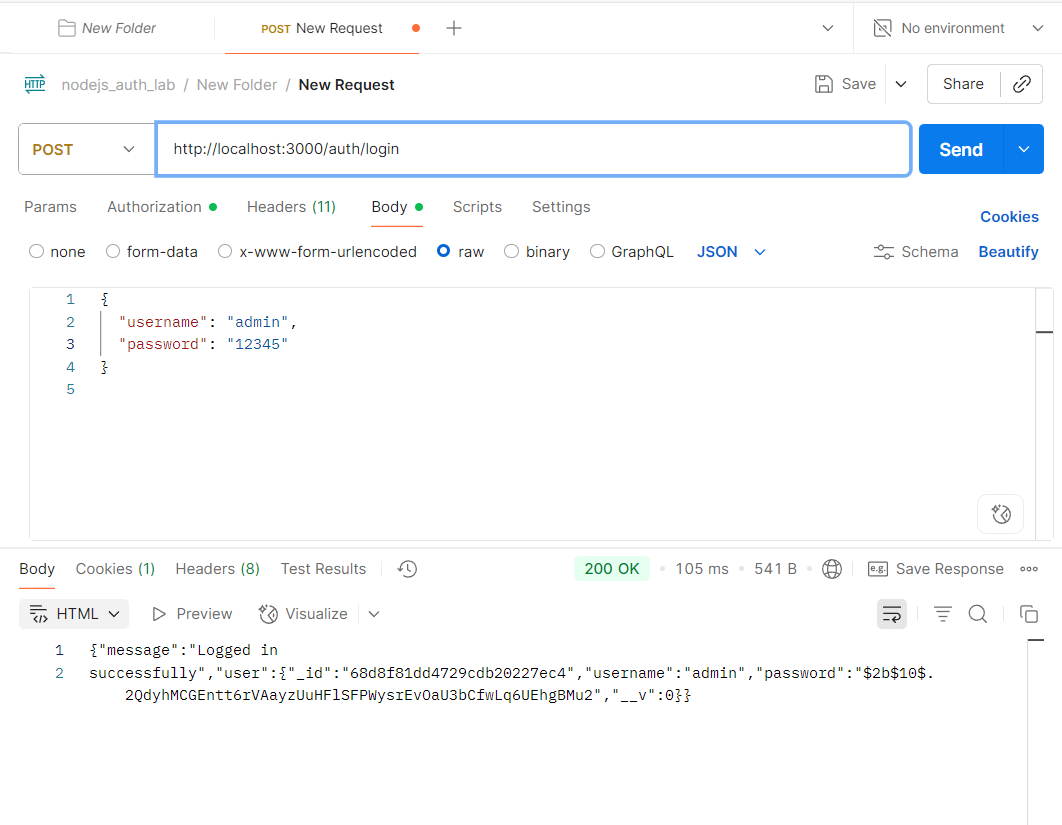 New Folder
POST New Request
No environment
HTTP nodejs_auth_lab / New Folder / New Request
Save
Share
POST
http://localhost:3000/auth/login
Send
Params Authorization Headers (11) Body Scripts Settings
Cookies
none form-data x-www-form-urlencoded raw binary GraphQL JSON
Schema Beautify
1 {
2 "username": "admin",
3 "password": "12345"
4 }
5
Body Cookies (1) Headers (8) Test Results
200 OK • 105 ms • 541 B •
e.g. Save Response
HTML Preview Visualize
1 {"message":"Logged in
2 successfully","user":{"_id":"68d8f81dd4729cdb20227ec4","username":"admin","password":"$2b$10$.
2QdyhMCGEntt6rVAayzUuHFlSFPWysrEvOaU3bCfwLq6UEhgBMu2","__v":0}}